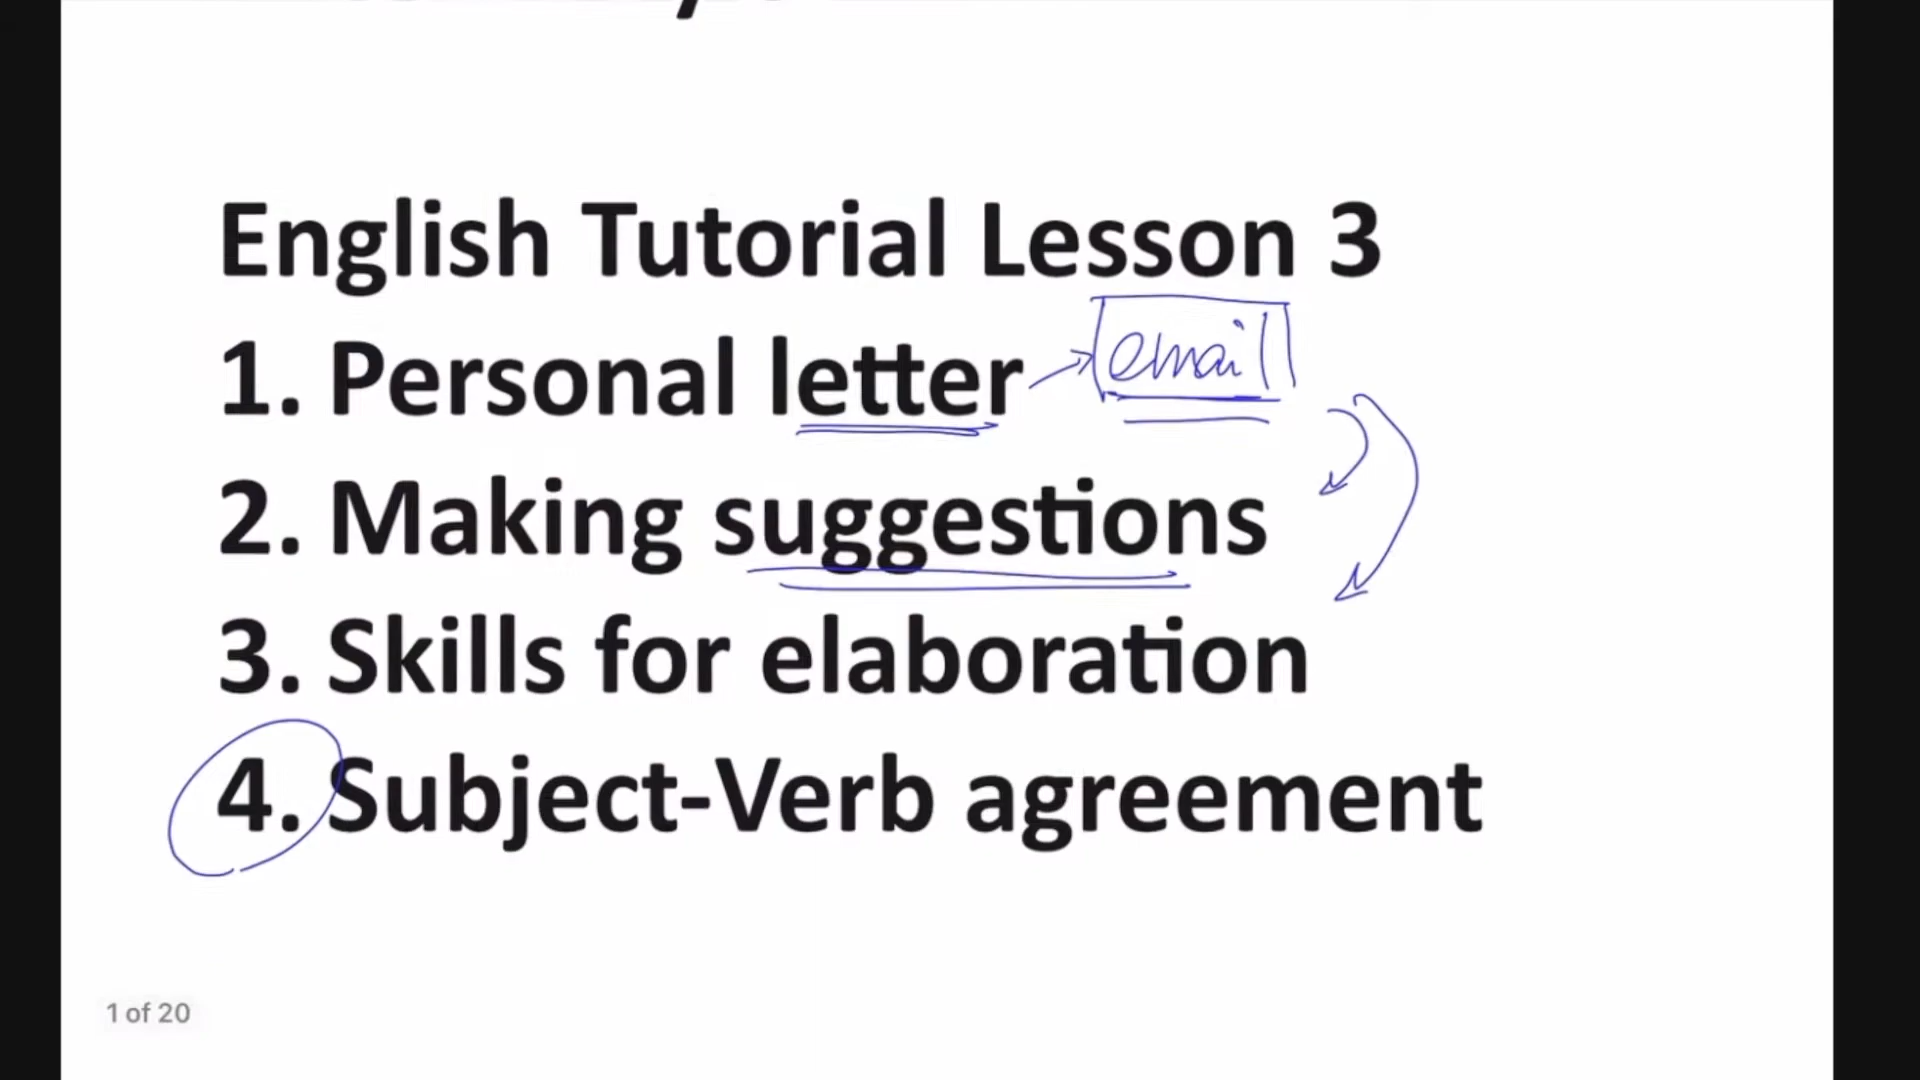 English Tutorial Lesson 3
1. Personal letter → email
2. Making suggestions
3. Skills for elaboration
4. Subject-Verb agreement
1 of 20